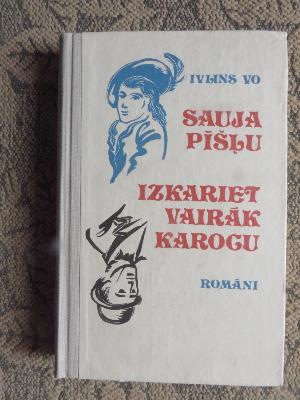 IVLINS VO
SAUJA
PĪŠĻU
IZKARIET
VAIRĀK
KAROGU
ROMĀNI